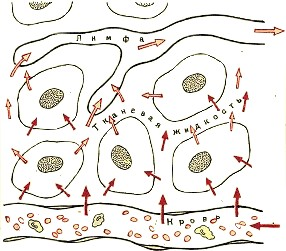 Лимфа
Тканевая жидкость
Кровь